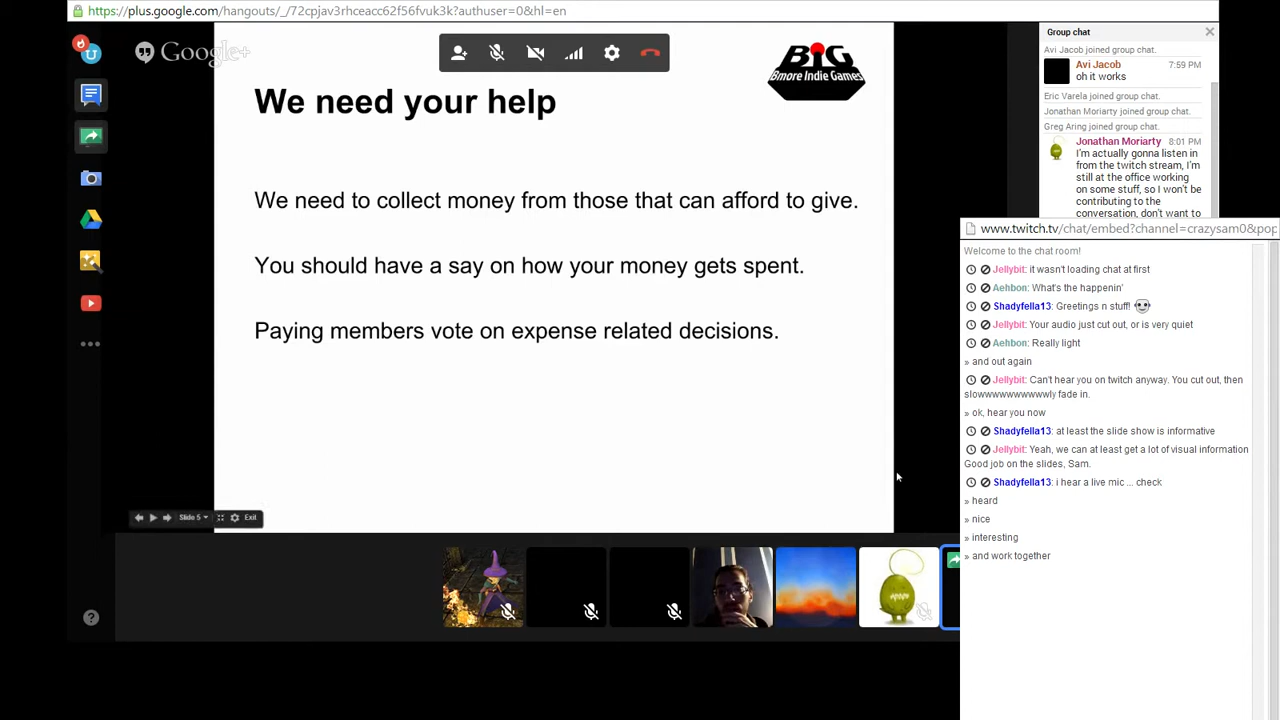 https://plus.google.com/hangouts/_/72cpjav3rhceacc62f56fvuk3k?authuser=0&hl=en
Google+
BIG
Bmore Indie Games
We need your help
We need to collect money from those that can afford to give.
You should have a say on how your money gets spent.
Paying members vote on expense related decisions.
Slide 5
Exit
Group chat
Avi Jacob joined group chat.
Avi Jacob 7:59 PM
oh it works
Eric Varela joined group chat.
Jonathan Moriarty joined group chat.
Greg Aring joined group chat.
Jonathan Moriarty 8:01 PM
I'm actually gonna listen in
from the twitch stream, I'm
still at the office working
on some stuff, so I won't be
contributing to the
conversation, don't want to
www.twitch.tv/chat/embed?channel=crazysam0&pop
Welcome to the chat room!
Jellybit: it wasn't loading chat at first
Aehbon: What's the happenin'
Shadyfella13: Greetings n stuff!
Jellybit: Your audio just cut out, or is very quiet
Aehbon: Really light
» and out again
Jellybit: Can't hear you on twitch anyway. You cut out, then
slowwwwwwwwwwly fade in.
» ok, hear you now
Shadyfella13: at least the slide show is informative
Jellybit: Yeah, we can at least get a lot of visual information
Good job on the slides, Sam.
Shadyfella13: i hear a live mic ... check
» heard
» nice
» interesting
» and work together